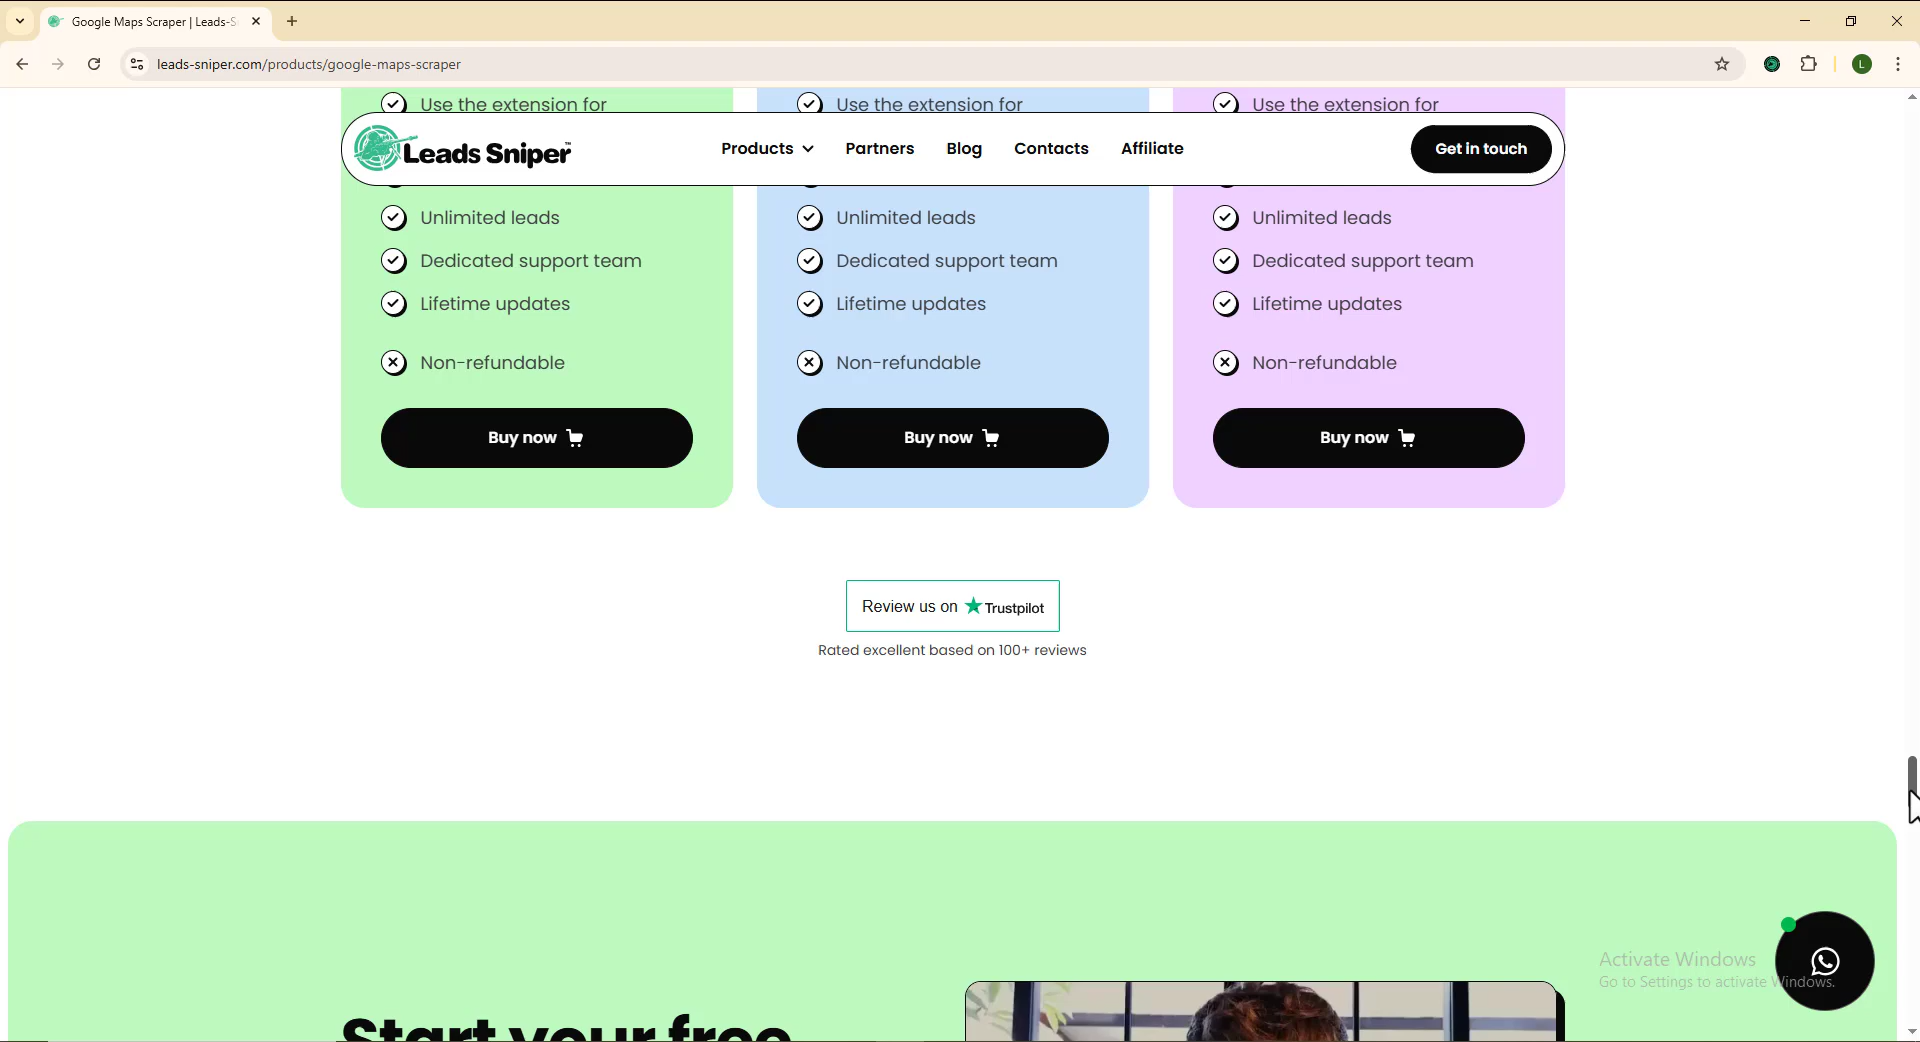 Google Maps Scraper | Leads-S
leads-sniper.com/products/google-maps-scraper
L
Use the extension for
Use the extension for
Use the extension for
Leads Sniper™
Products
Partners
Blog
Contacts
Affiliate
Get in touch
Unlimited leads
Dedicated support team
Lifetime updates
Non-refundable
Buy now
Unlimited leads
Dedicated support team
Lifetime updates
Non-refundable
Buy now
Unlimited leads
Dedicated support team
Lifetime updates
Non-refundable
Buy now
Review us on Trustpilot
Rated excellent based on 100+ reviews
Start your free
Activate Windows
Go to Settings to activate Windows.